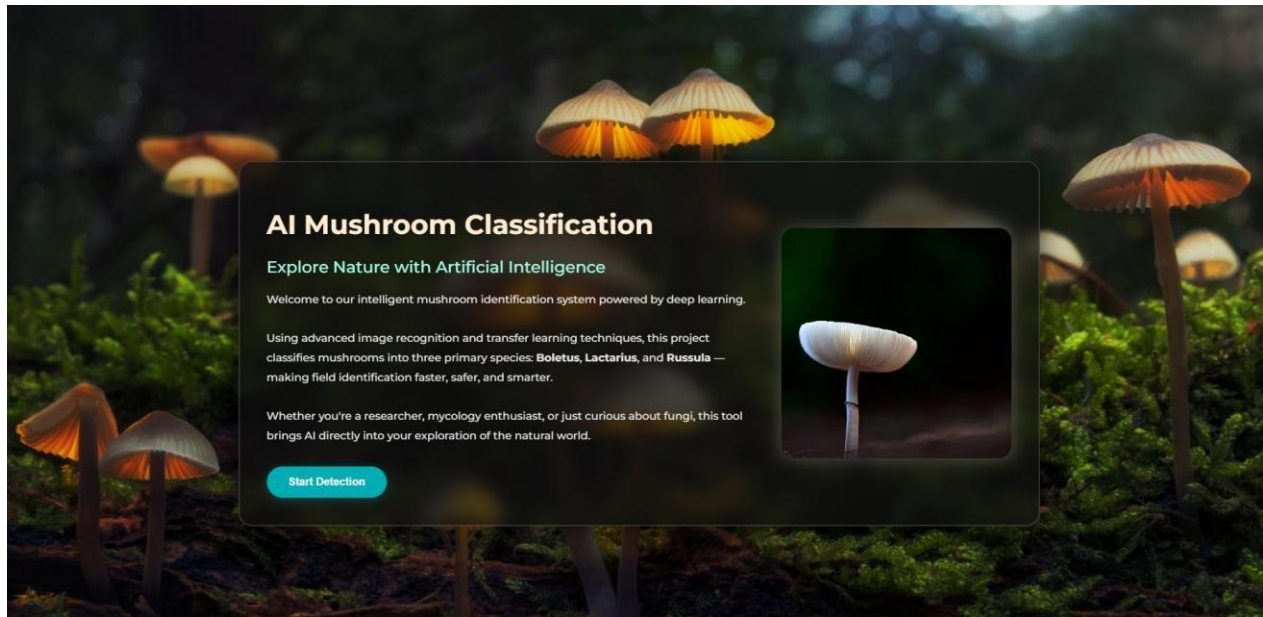 AI Mushroom Classification
Explore Nature with Artificial Intelligence
Welcome to our intelligent mushroom identification system powered by deep learning.
Using advanced image recognition and transfer learning techniques, this project
classifies mushrooms into three primary species: Boletus, Lactarius, and Russula —
making field identification faster, safer, and smarter.
Whether you're a researcher, mycology enthusiast, or just curious about fungi, this tool
brings AI directly into your exploration of the natural world.
Start Detection